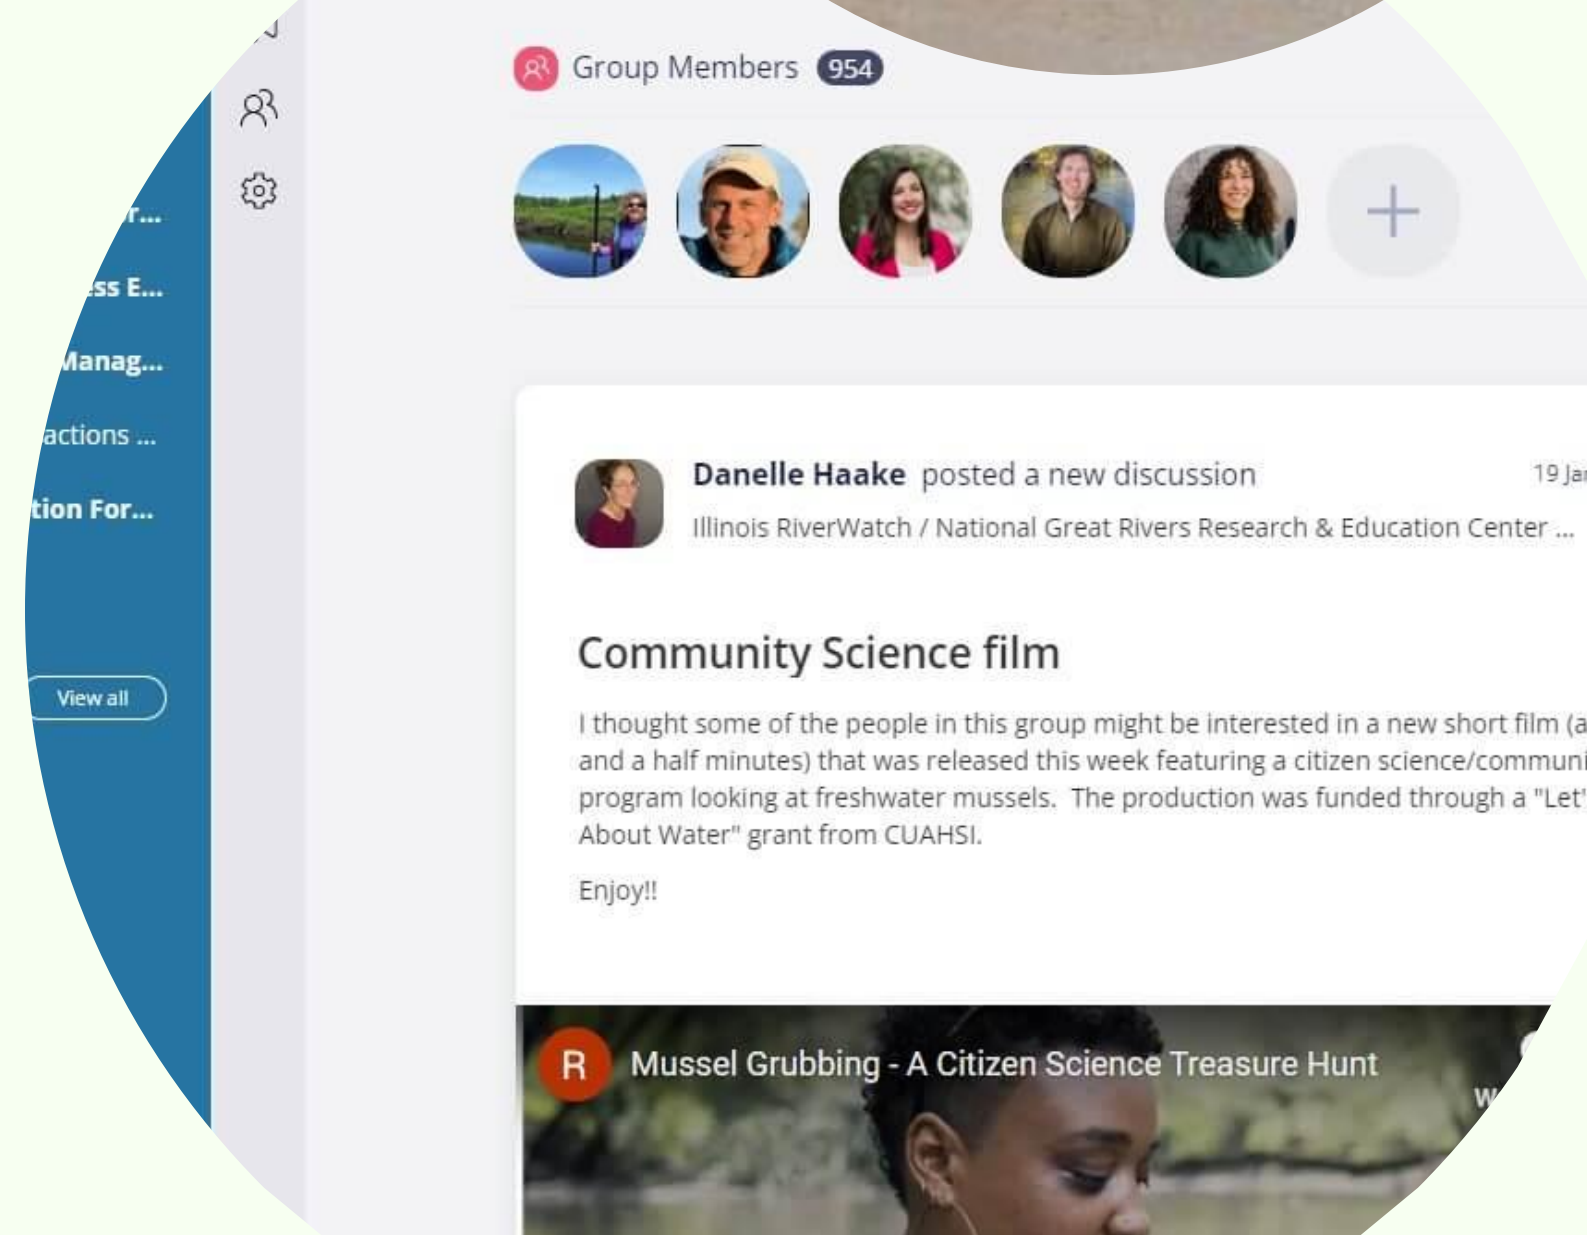 Group Members 954
r...
ss E...
Manag...
actions ...
tion For...
View all
Danelle Haake posted a new discussion
19 Jan
Illinois RiverWatch / National Great Rivers Research & Education Center ...
Community Science film
I thought some of the people in this group might be interested in a new short film (a
and a half minutes) that was released this week featuring a citizen science/communi
program looking at freshwater mussels. The production was funded through a "Let'
About Water" grant from CUAHSI.
Enjoy!!
R Mussel Grubbing - A Citizen Science Treasure Hunt
W